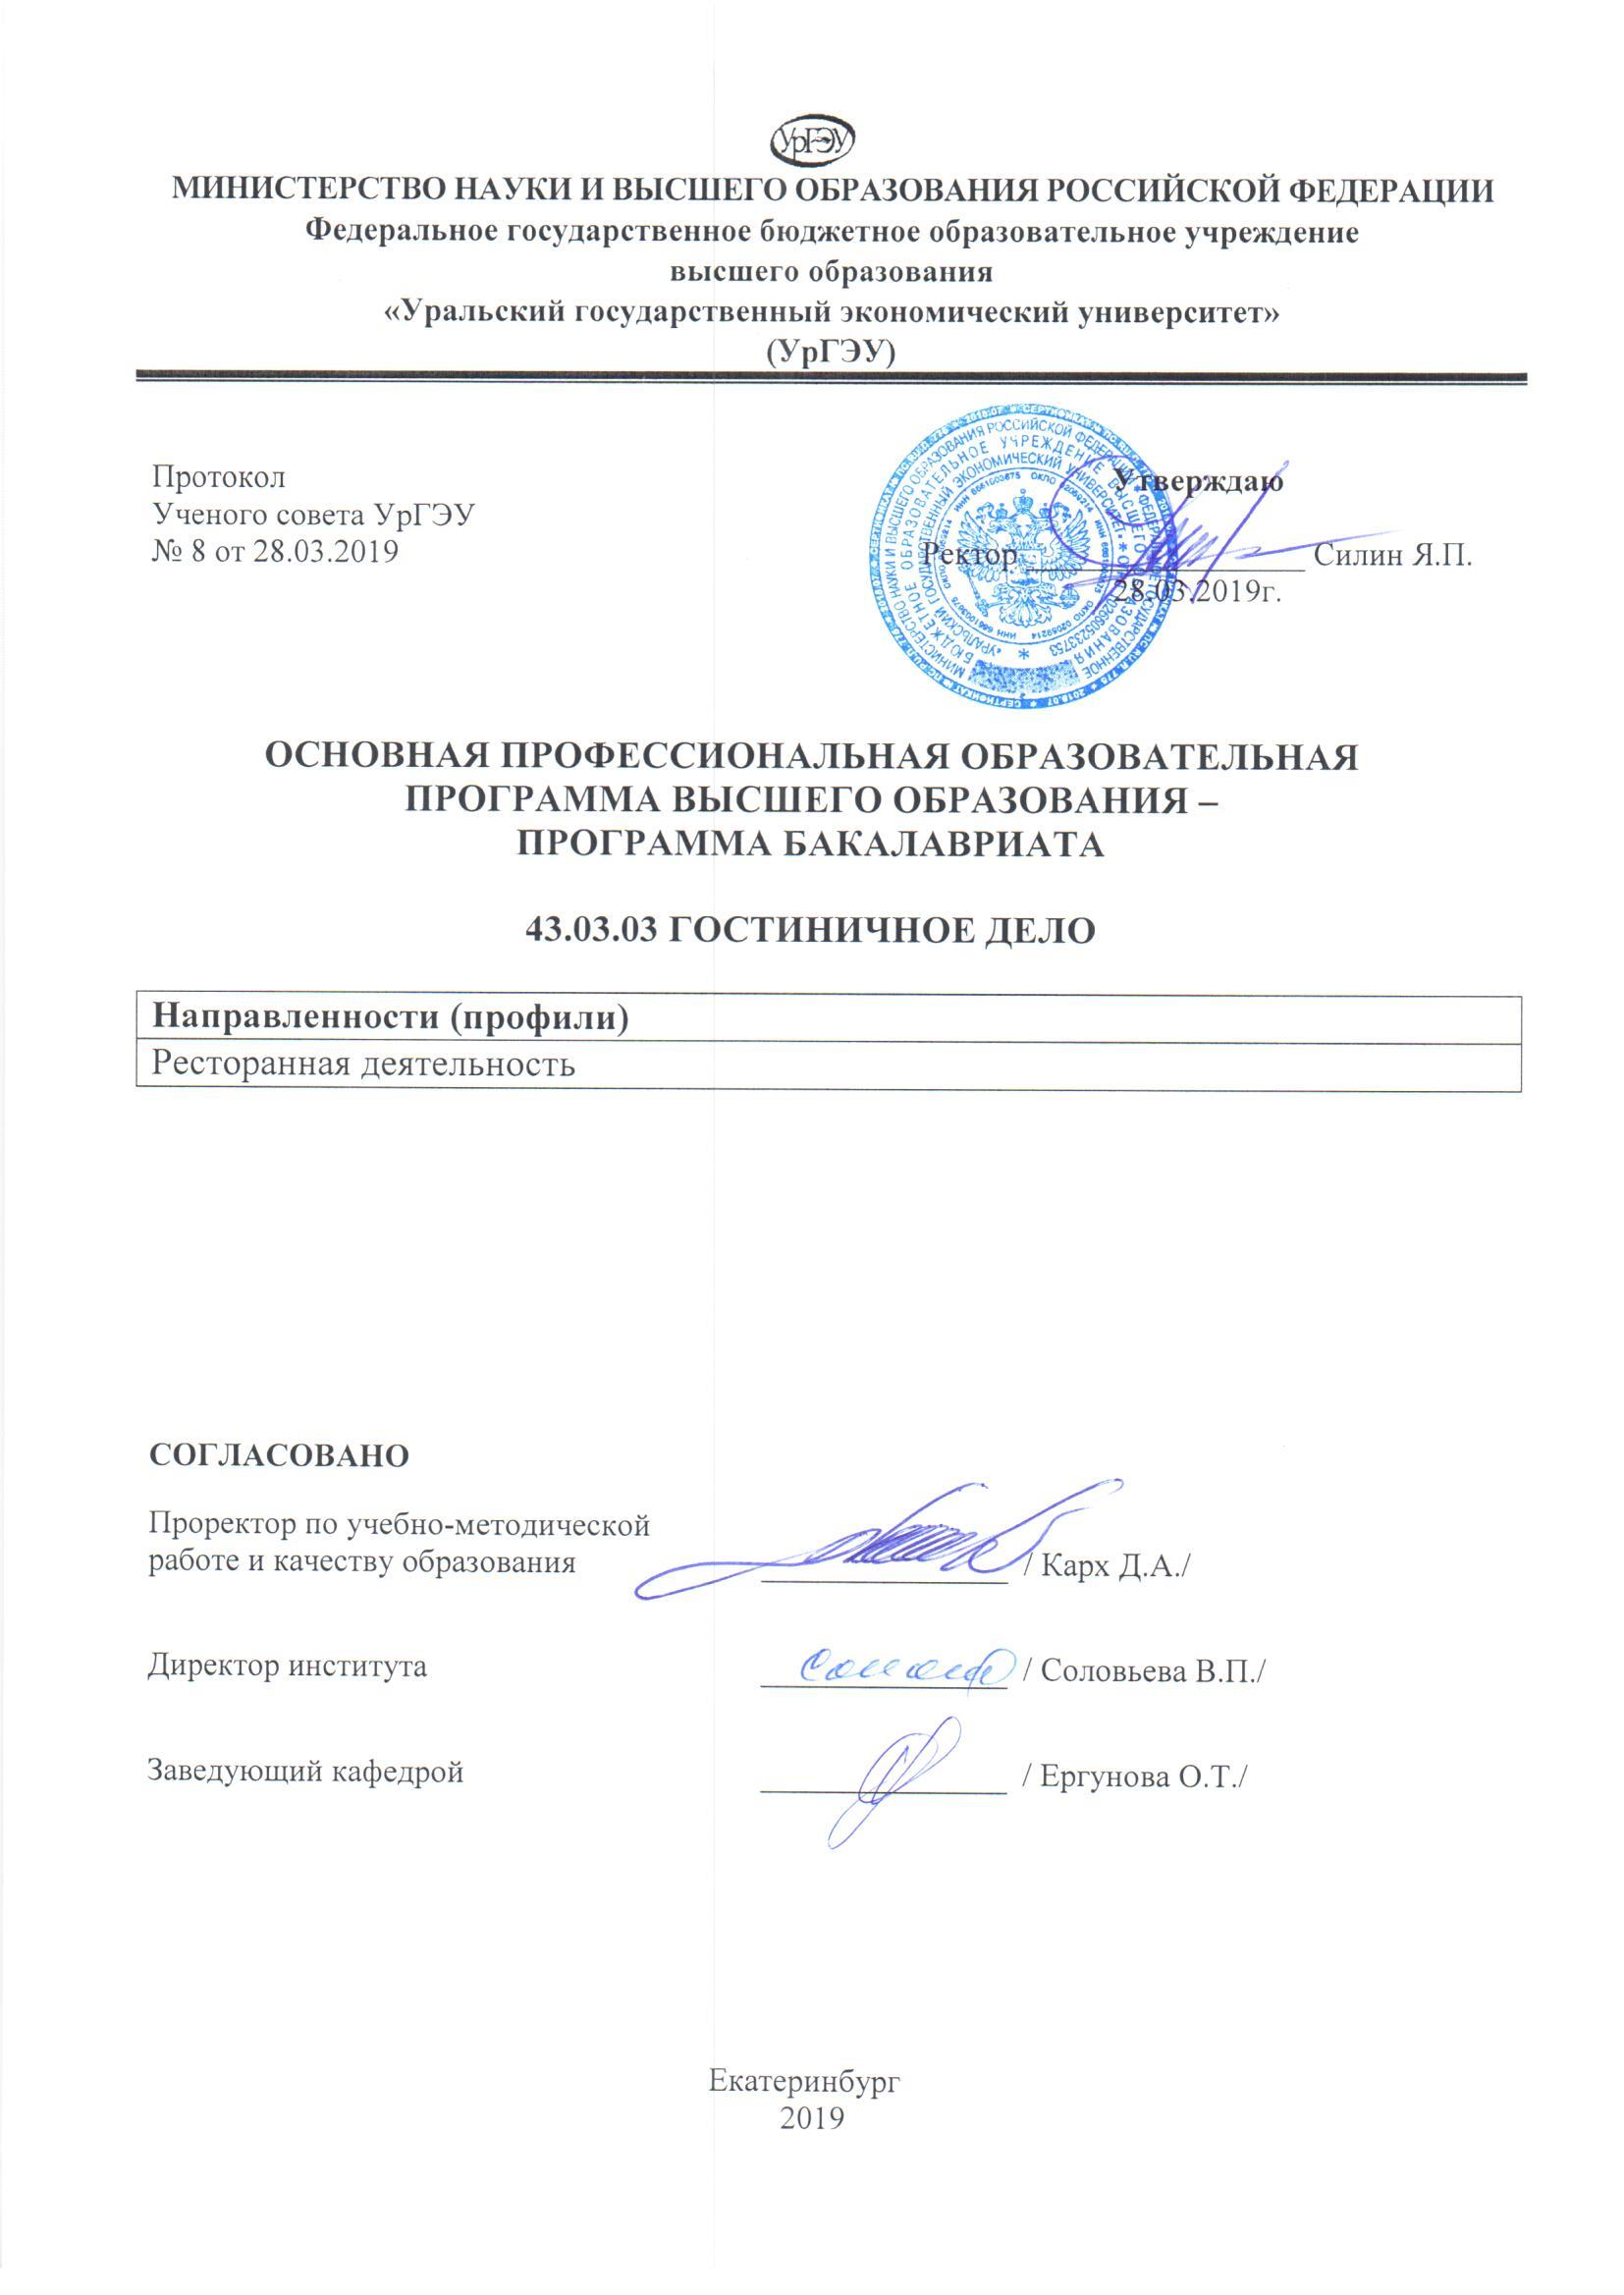 УрГЭУ
МИНИСТЕРСТВО НАУКИ И ВЫСШЕГО ОБРАЗОВАНИЯ РОССИЙСКОЙ ФЕДЕРАЦИИ
Федеральное государственное бюджетное образовательное учреждение
высшего образования
«Уральский государственный экономический университет»
(УрГЭУ)
Протокол
Ученого совета УрГЭУ
№ 8 от 28.03.2019
Утверждаю
Ректор Силин Я.П.
28.03.2019г.
ОСНОВНАЯ ПРОФЕССИОНАЛЬНАЯ ОБРАЗОВАТЕЛЬНАЯ
ПРОГРАММА ВЫСШЕГО ОБРАЗОВАНИЯ –
ПРОГРАММА БАКАЛАВРИАТА
43.03.03 ГОСТИНИЧНОЕ ДЕЛО
Направленности (профили)
Ресторанная деятельность
СОГЛАСОВАНО
Проректор по учебно-методической
работе и качеству образования / Карх Д.А./
Директор института / Соловьева В.П./
Заведующий кафедрой / Ергунова О.Т./
Екатеринбург
2019